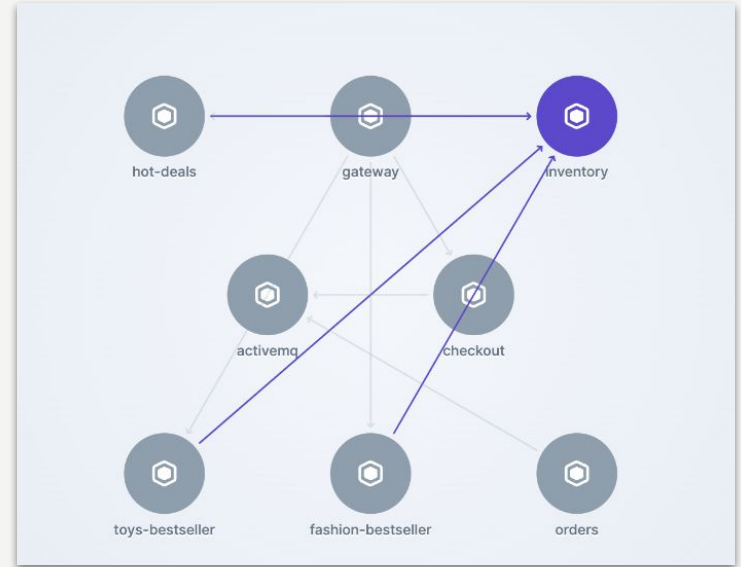 hot-deals
gateway
inventory
activemq
checkout
toys-bestseller
fashion-bestseller
orders